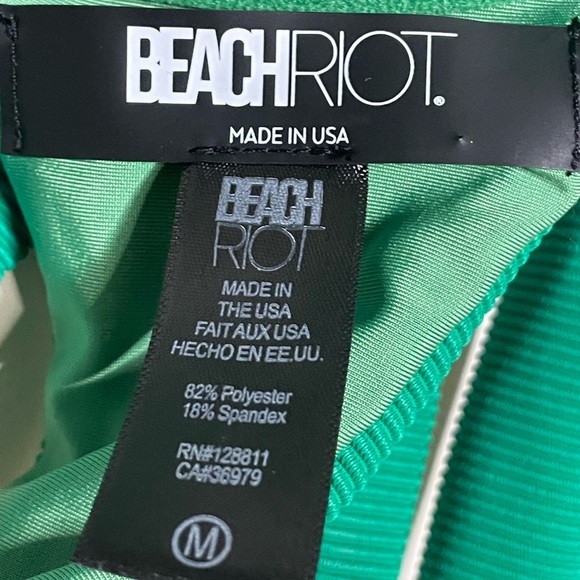 BEACHRIOT®
MADE IN USA
BEACH
RIOT
MADE IN
THE USA
FAIT AUX USA
HECHO EN EE.UU.
82% Polyester
18% Spandex
RN#128811
CA#36979
M